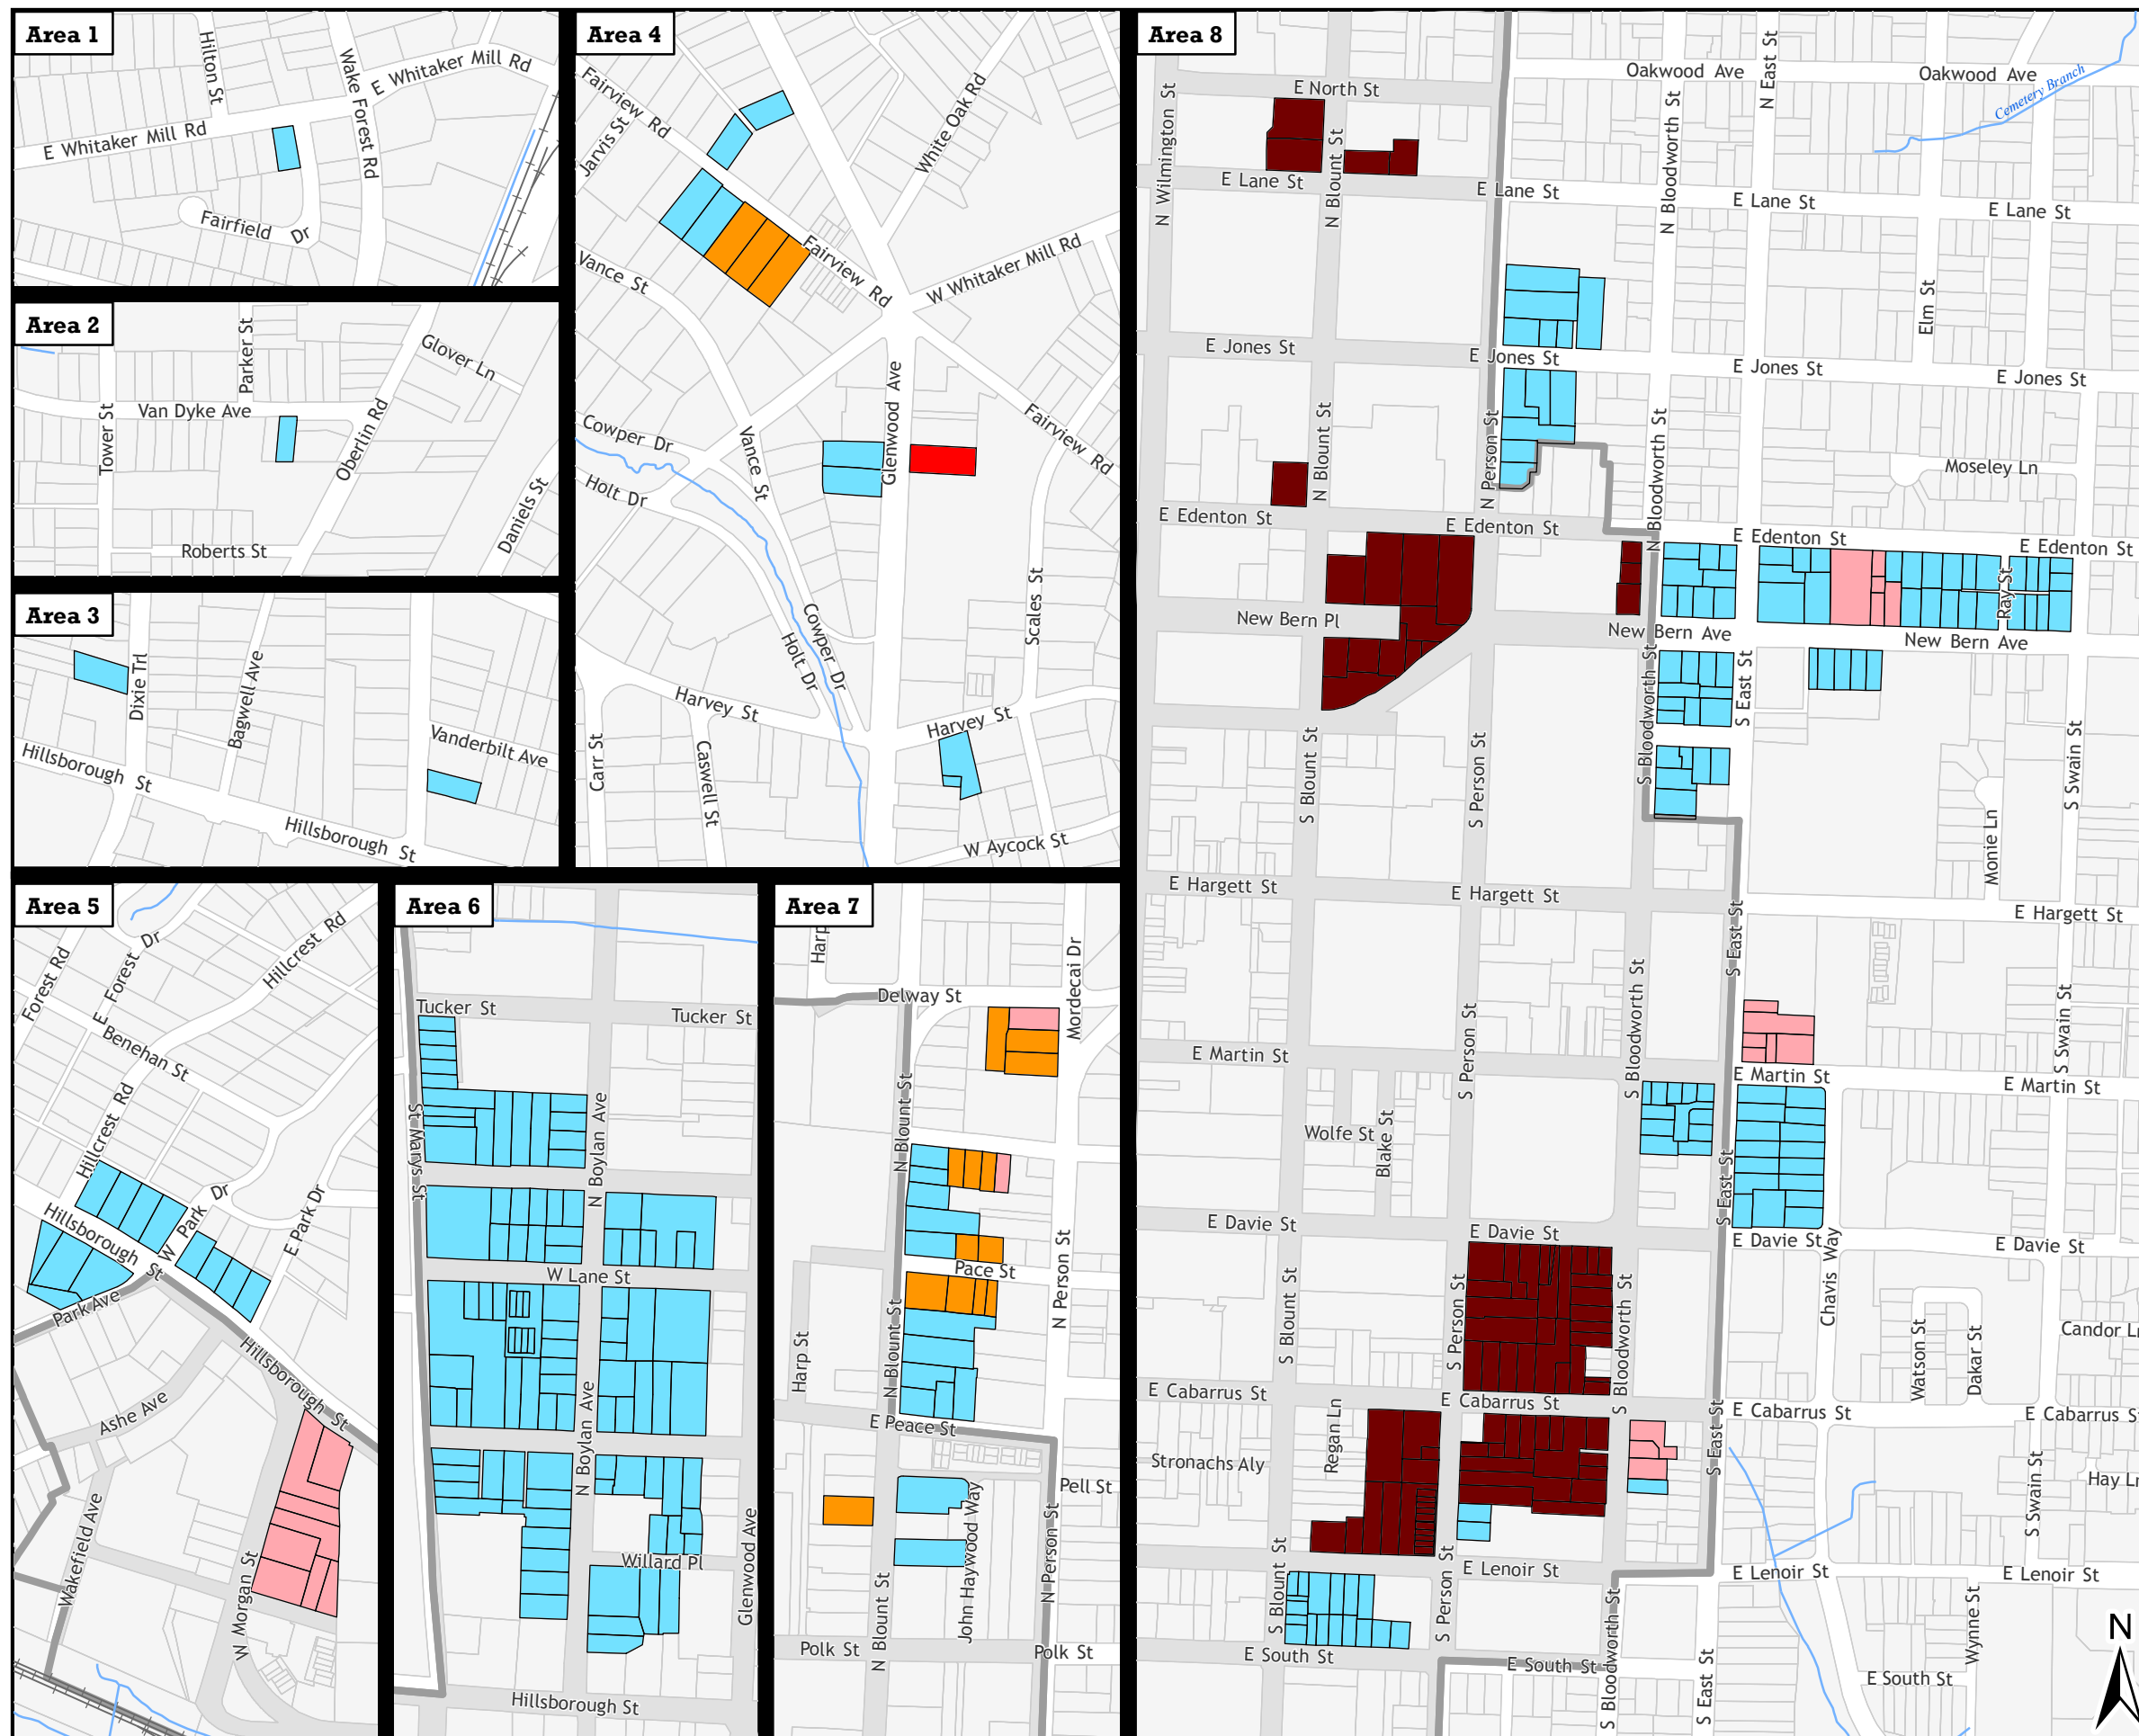 Area 1
Hilton St
Wake Forest Rd
E Whitaker Mill Rd
E Whitaker Mill Rd
Fairfield Dr
Area 2
Parker St
Glover Ln
Van Dyke Ave
Tower St
Oberlin Rd
Daniels St
Roberts St
Area 3
Dixie Trl
Bagwell Ave
Vanderbilt Ave
Hillsborough St
Hillsborough St
Area 4
Fairview Rd
Jarvis St
White Oak Rd
Fairview Rd
W Whitaker Mill Rd
Vance St
Glenwood Ave
Fairview Rd
Cowper Dr
Vance St
Holt Dr
Scales St
Cowper Dr
Holt Dr
Harvey St
Harvey St
Carr St
Caswell St
W Aycock St
Area 5
Forest Rd
E Forest Dr
Hillcrest Rd
Benehan St
Hillcrest Rd
Hillsborough St
W Park Dr
E Park Dr
Park Ave
Hillsborough St
Ashe Ave
Wakefield Ave
W Morgan St
Area 6
Tucker St
Tucker St
St Marys St
N Boylan Ave
W Lane St
N Boylan Ave
Willard Pl
Glenwood Ave
Hillsborough St
Area 7
Harp
Delway St
Mordecai Dr
N Blount St
Pace St
N Person St
Harp St
N Blount St
E Peace St
Pell St
John Haywood Way
N Person St
N Blount St
Polk St
Polk St
Area 8
E North St
Oakwood Ave
Oakwood Ave
N East St
Cemetery Branch
N Wilmington St
N Blount St
N Bloodworth St
E Lane St
E Lane St
E Lane St
E Lane St
Elm St
E Jones St
E Jones St
E Jones St
E Jones St
N Blount St
N Person St
N Bloodworth St
Moseley Ln
E Edenton St
E Edenton St
E Edenton St
E Edenton St
Ray St
New Bern Pl
New Bern Ave
New Bern Ave
S Bloodworth St
S East St
S Blount St
S Person St
S Swain St
Monie Ln
E Hargett St
E Hargett St
E Hargett St
S East St
S Bloodworth St
S Person St
S Swain St
E Martin St
E Martin St
E Martin St
Wolfe St
Blake St
S East St
E Davie St
E Davie St
E Davie St
E Davie St
Chavis Way
S Blount St
S Person St
S Bloodworth St
Watson St
Dakar St
Candor Ln
E Cabarrus St
E Cabarrus St
E Cabarrus St
E Cabarrus St
Regan Ln
Stronachs Aly
S East St
S Swain St
Hay Ln
E Lenoir St
E Lenoir St
E Lenoir St
S Blount St
S Person St
S Bloodworth St
S East St
Wynne St
E South St
E South St
E South St
N